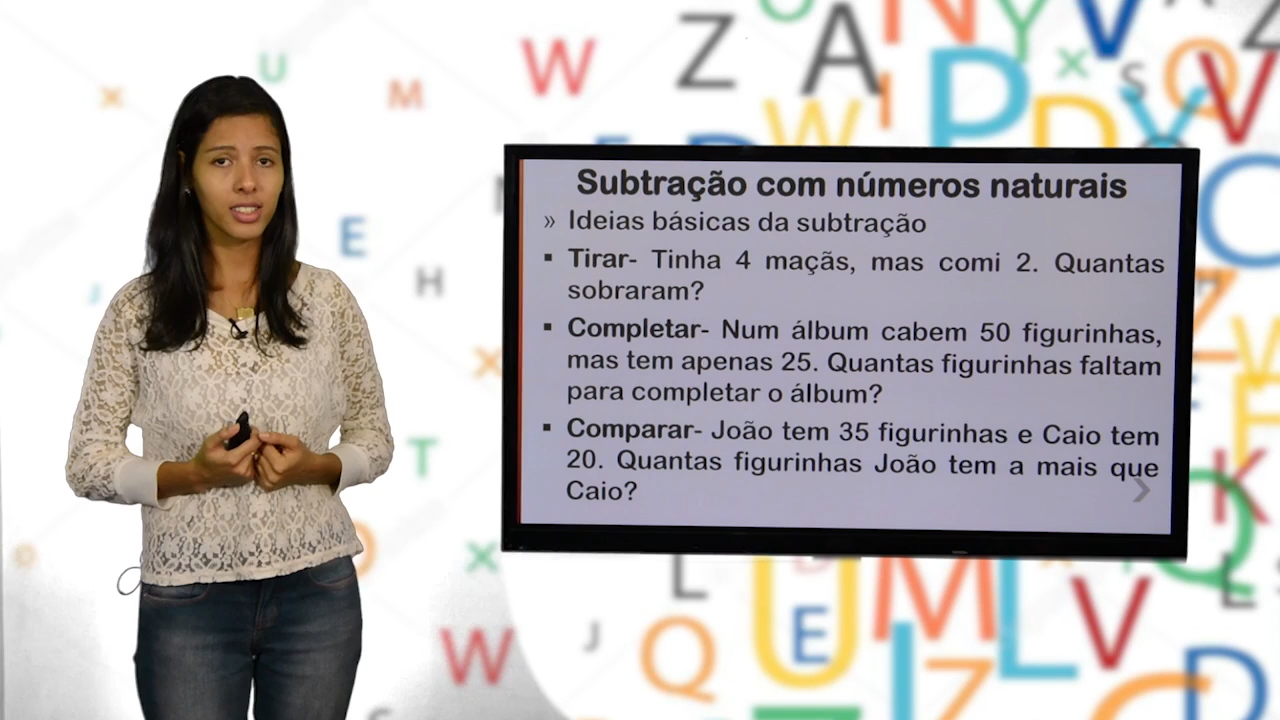 Subtração com números naturais
» Ideias básicas da subtração
▪ Tirar- Tinha 4 maçãs, mas comi 2. Quantas
sobraram?
▪ Completar- Num álbum cabem 50 figurinhas,
mas tem apenas 25. Quantas figurinhas faltam
para completar o álbum?
▪ Comparar- João tem 35 figurinhas e Caio tem
20. Quantas figurinhas João tem a mais que
Caio?